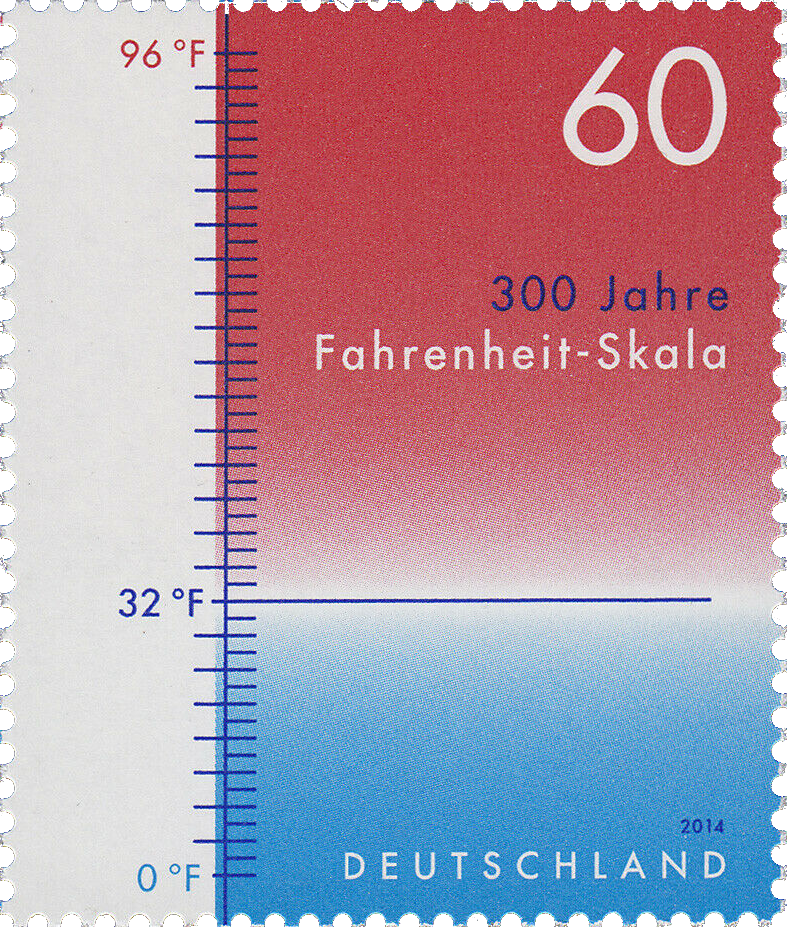 96 °F
60
300 Jahre
Fahrenheit-Skala
32 °F
2014
0 °F
DEUTSCHLAND